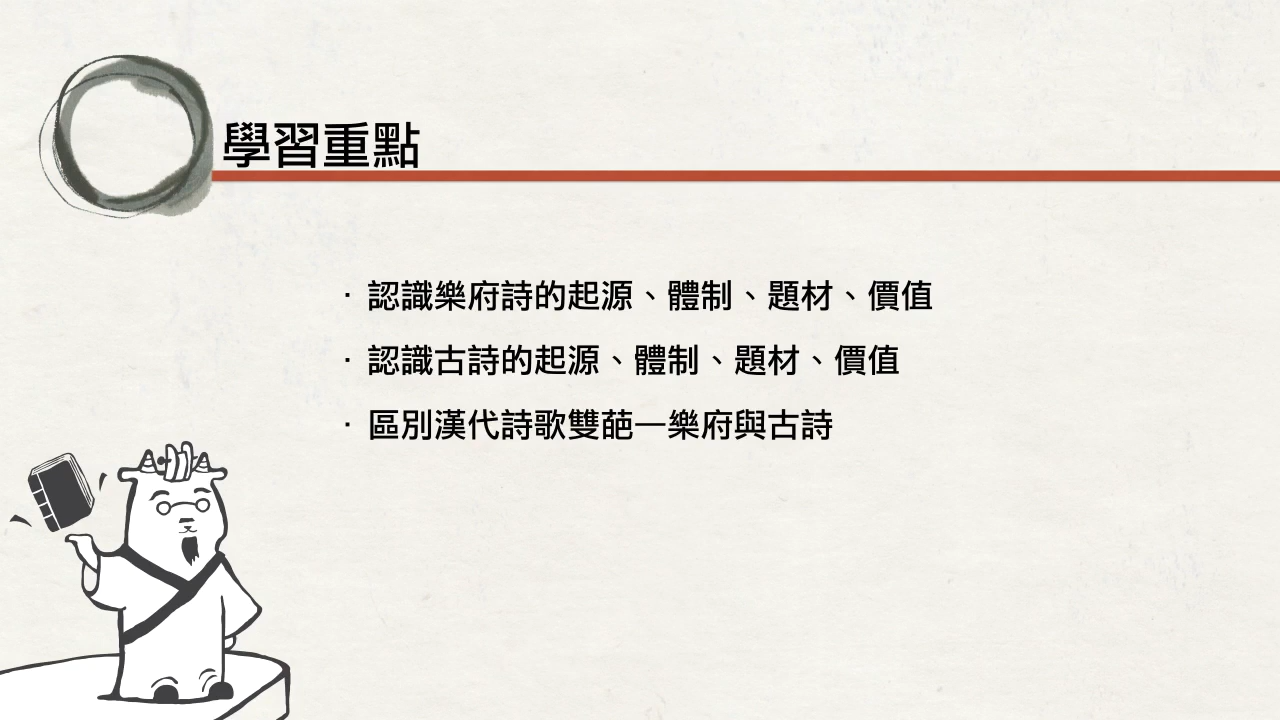 學習重點
· 認識樂府詩的起源、體制、題材、價值
· 認識古詩的起源、體制、題材、價值
· 區別漢代詩歌雙葩—樂府與古詩